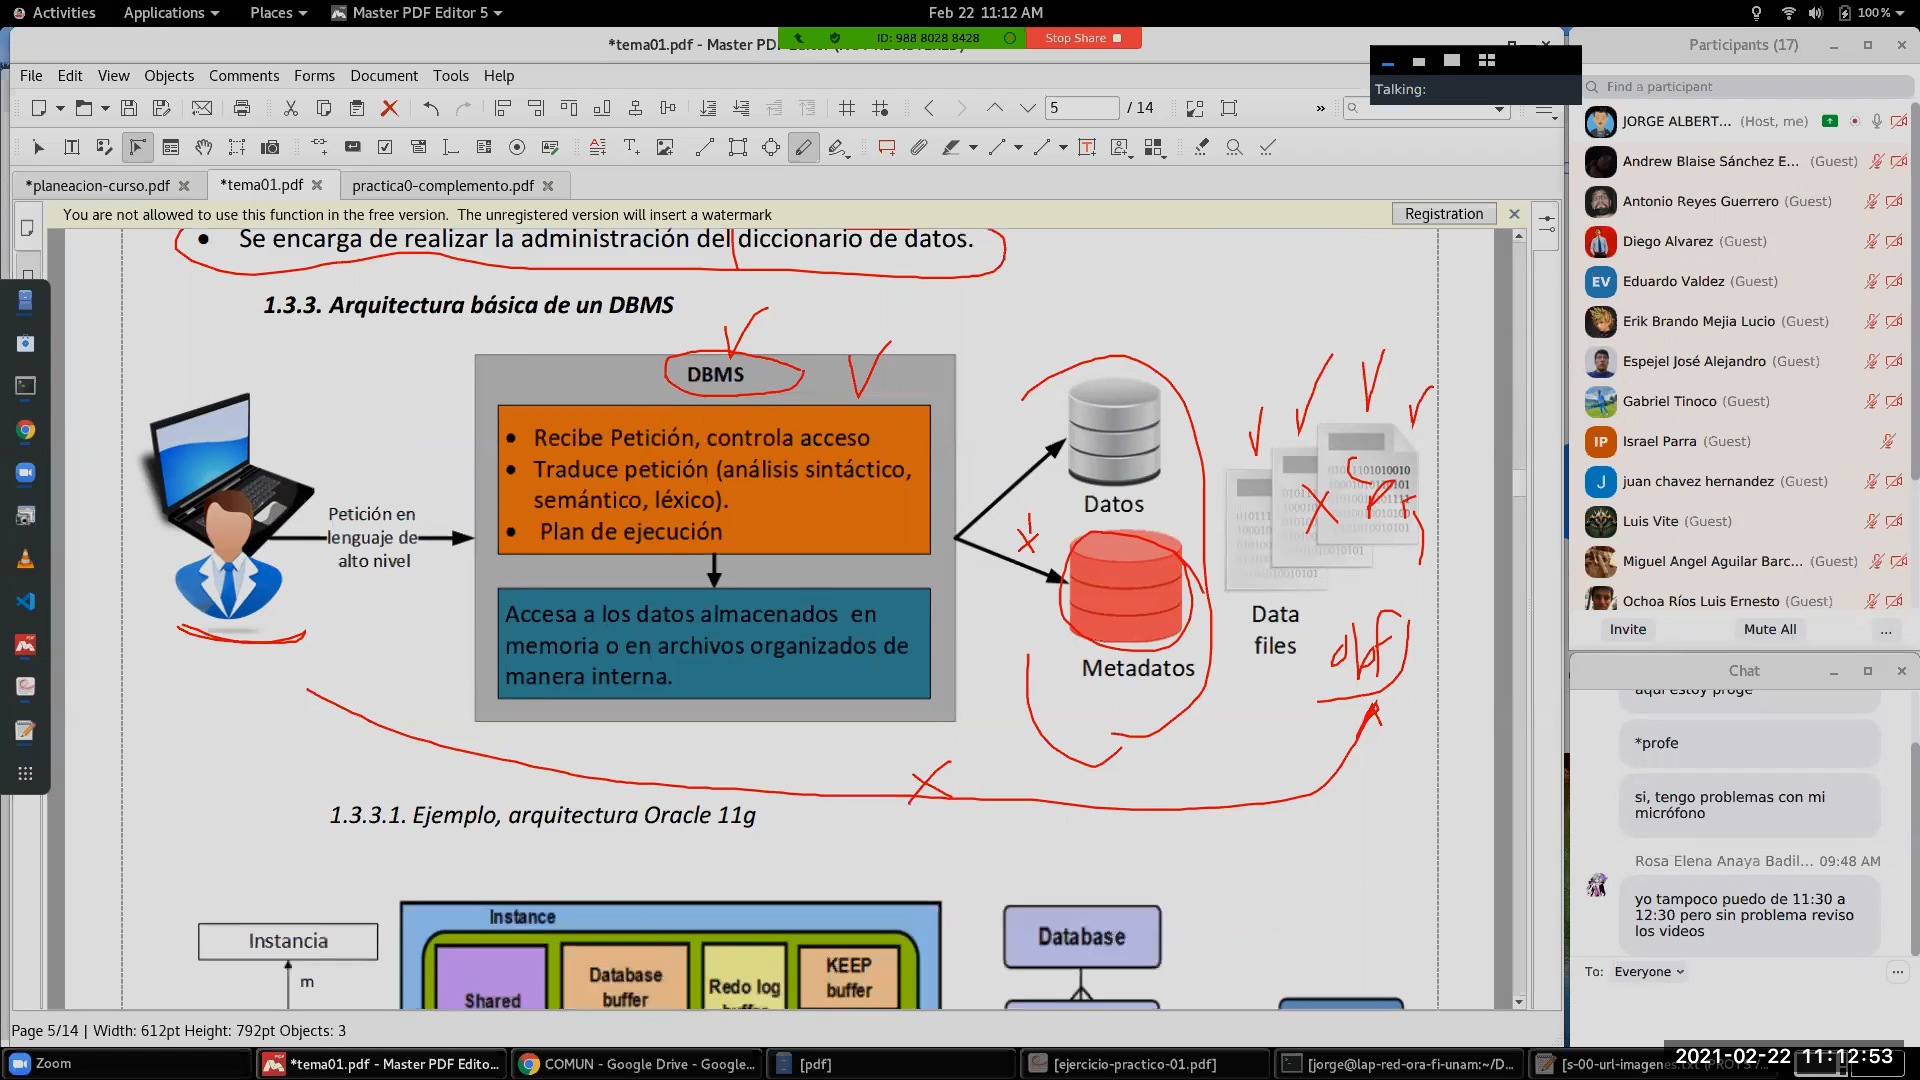 Activities
Applications
Places
Master PDF Editor 5
Feb 22 11:12 AM
100 %
*tema01.pdf - Master PD
ID: 988 8028 8428
Stop Share
File Edit View Objects Comments Forms Document Tools Help
5 / 14
*planeacion-curso.pdf
*tema01.pdf
practica0-complemento.pdf
You are not allowed to use this function in the free version. The unregistered version will insert a watermark
Registration
• Se encarga de realizar la administración del diccionario de datos.
1.3.3. Arquitectura básica de un DBMS
DBMS
• Recibe Petición, controla acceso
• Traduce petición (análisis sintáctico,
semántico, léxico).
• Plan de ejecución
Petición en
lenguaje de
alto nivel
Accesa a los datos almacenados en
memoria o en archivos organizados de
manera interna.
Datos
Metadatos
Data
files
dbf
1.3.3.1. Ejemplo, arquitectura Oracle 11g
Instancia
m
Instance
Shared
Database
buffer
Redo log
KEEP
buffer
Database
Page 5/14 | Width: 612pt Height: 792pt Objects: 3
Talking:
Participants (17)
Find a participant
JORGE ALBERT... (Host, me)
Andrew Blaise Sánchez E... (Guest)
Antonio Reyes Guerrero (Guest)
Diego Alvarez (Guest)
EV Eduardo Valdez (Guest)
Erik Brando Mejia Lucio (Guest)
Espejel José Alejandro (Guest)
Gabriel Tinoco (Guest)
IP Israel Parra (Guest)
J juan chavez hernandez (Guest)
Luis Vite (Guest)
Miguel Angel Aguilar Barc... (Guest)
Ochoa Ríos Luis Ernesto (Guest)
Invite
Mute All
...
Chat
aqui estoy proge
*profe
si, tengo problemas con mi
micrófono
Rosa Elena Anaya Badil... 09:48 AM
yo tampoco puedo de 11:30 a
12:30 pero sin problema reviso
los videos
To: Everyone
Zoom
*tema01.pdf - Master PDF Edito...
COMUN - Google Drive - Google...
[pdf]
[ejercicio-practico-01.pdf]
[jorge@lap-red-ora-fi-unam:~/D...
2021-02-22 11:12:53